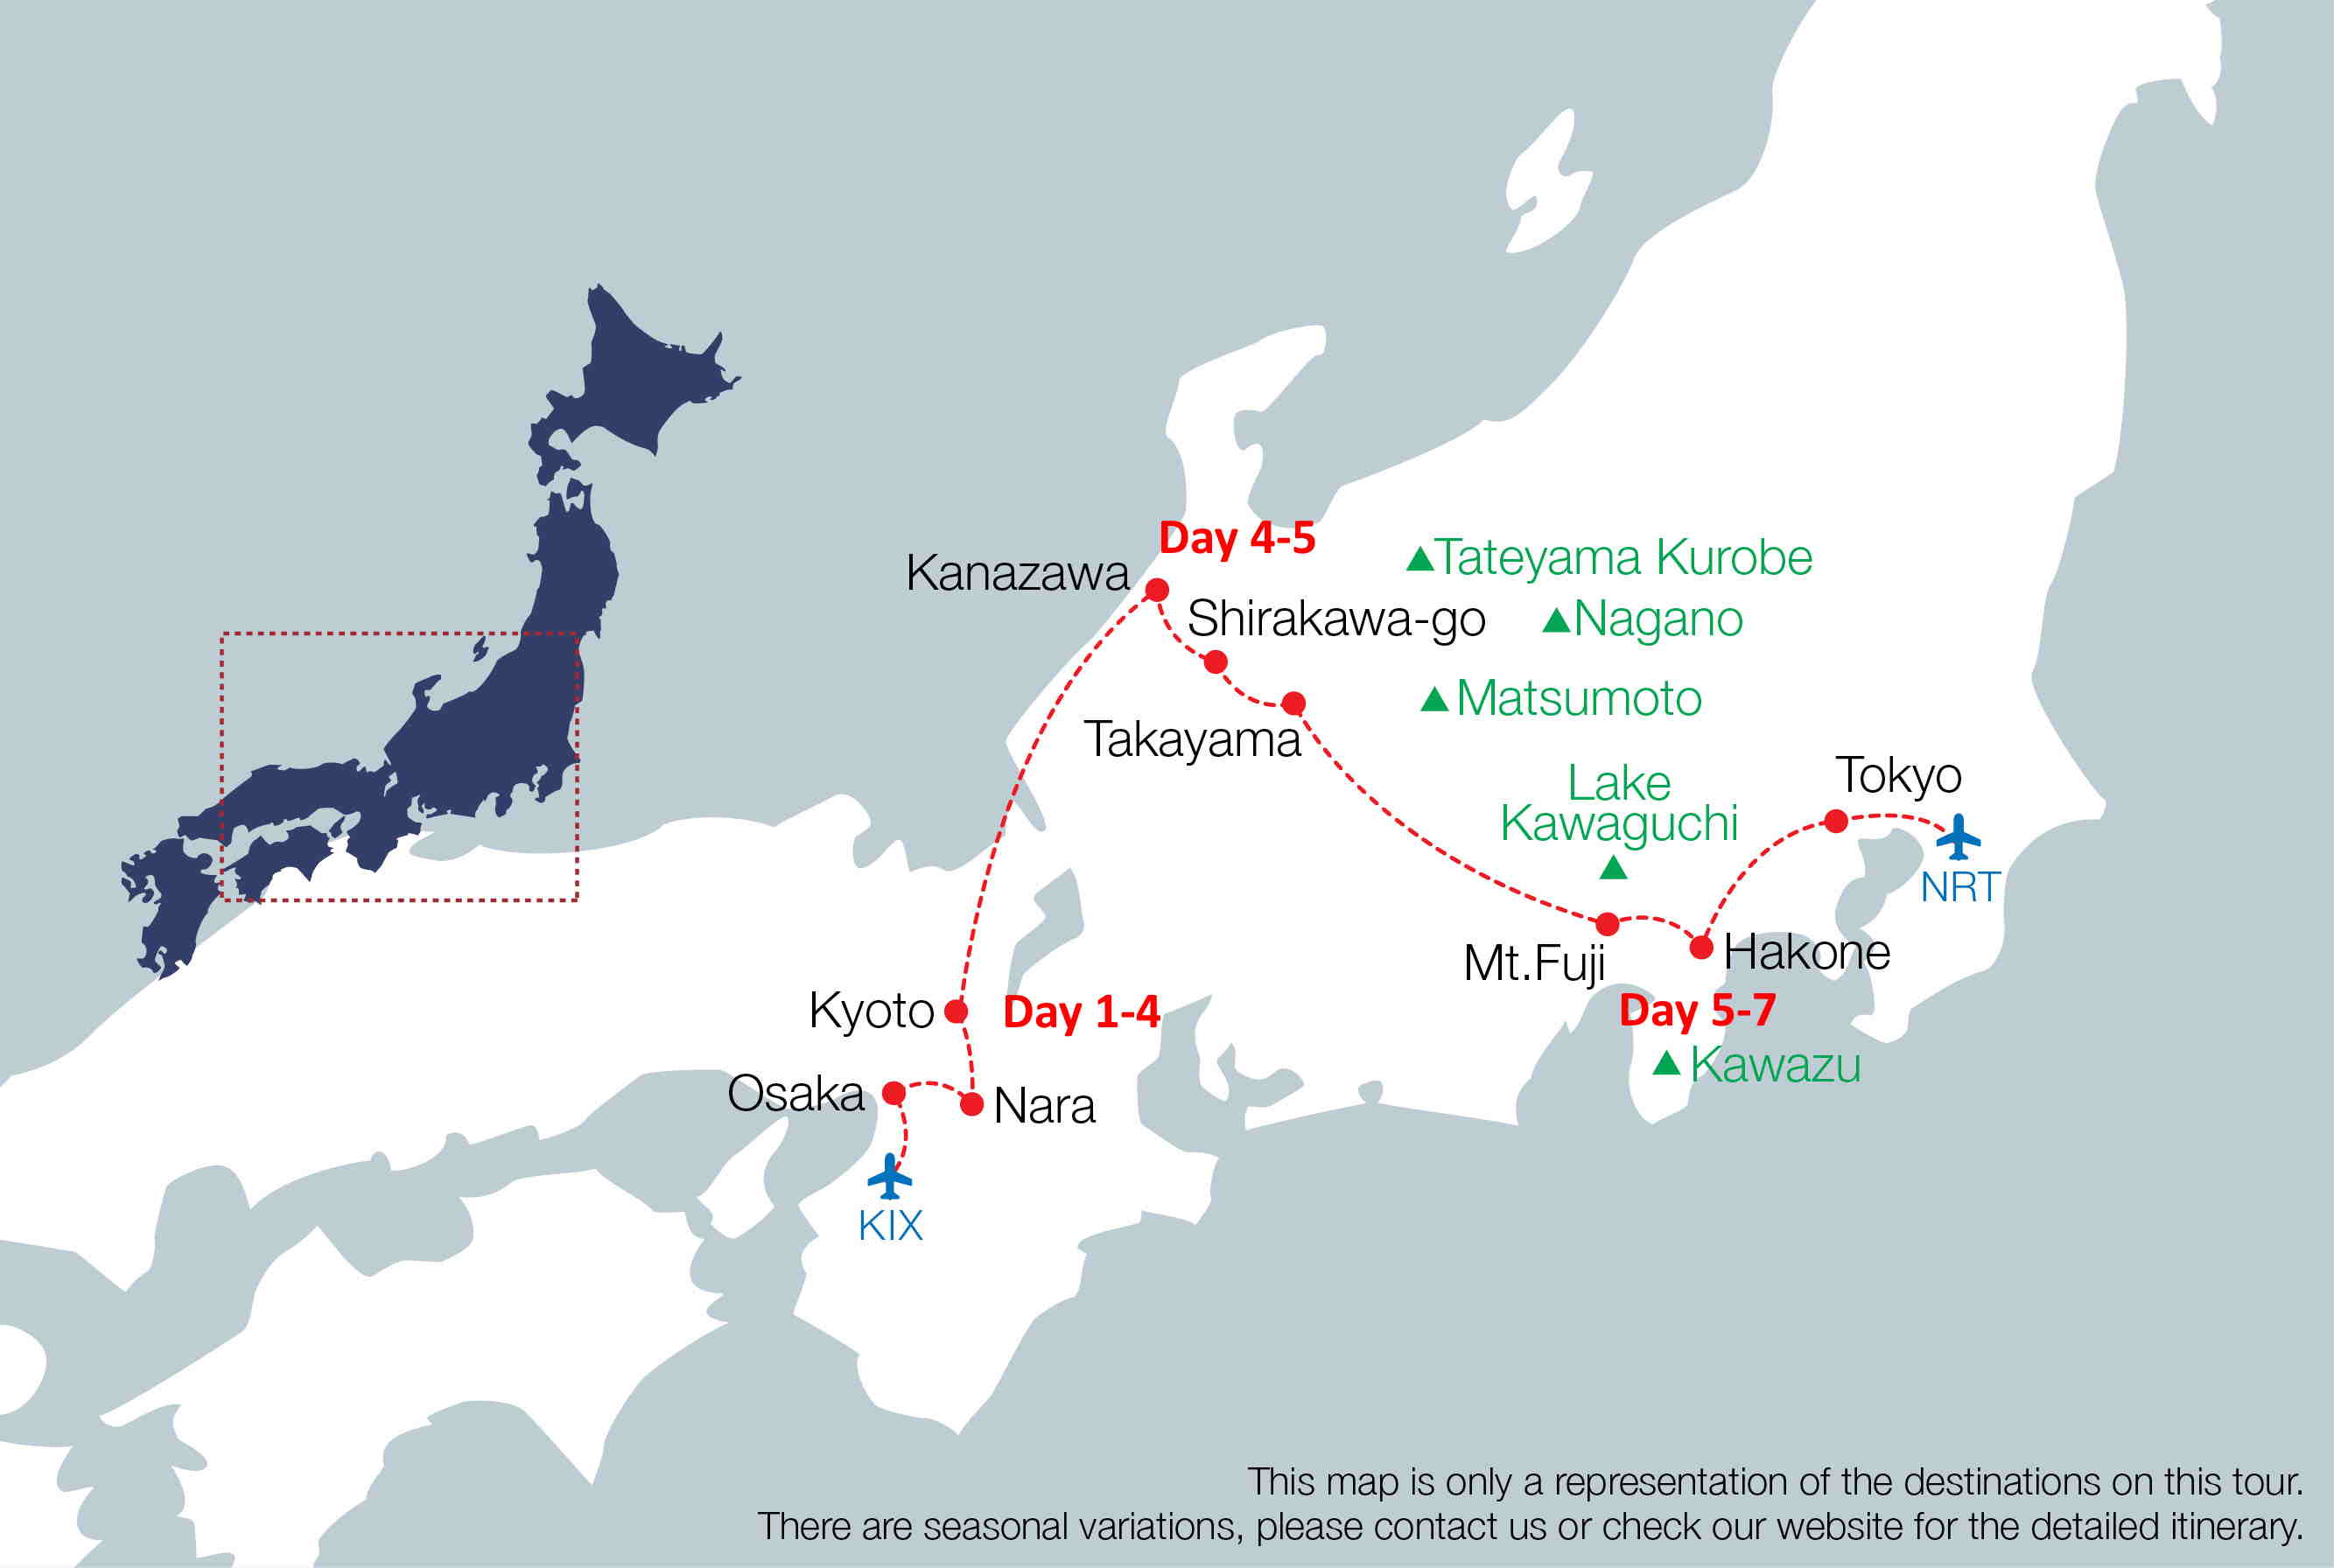 Day 4-5
Kanazawa
Tateyama Kurobe
Shirakawa-go
Nagano
Matsumoto
Takayama
Lake
Kawaguchi
Tokyo
NRT
Mt.Fuji
Hakone
Kyoto
Day 1-4
Day 5-7
Kawazu
Osaka
Nara
KIX
This map is only a representation of the destinations on this tour.
There are seasonal variations, please contact us or check our website for the detailed itinerary.